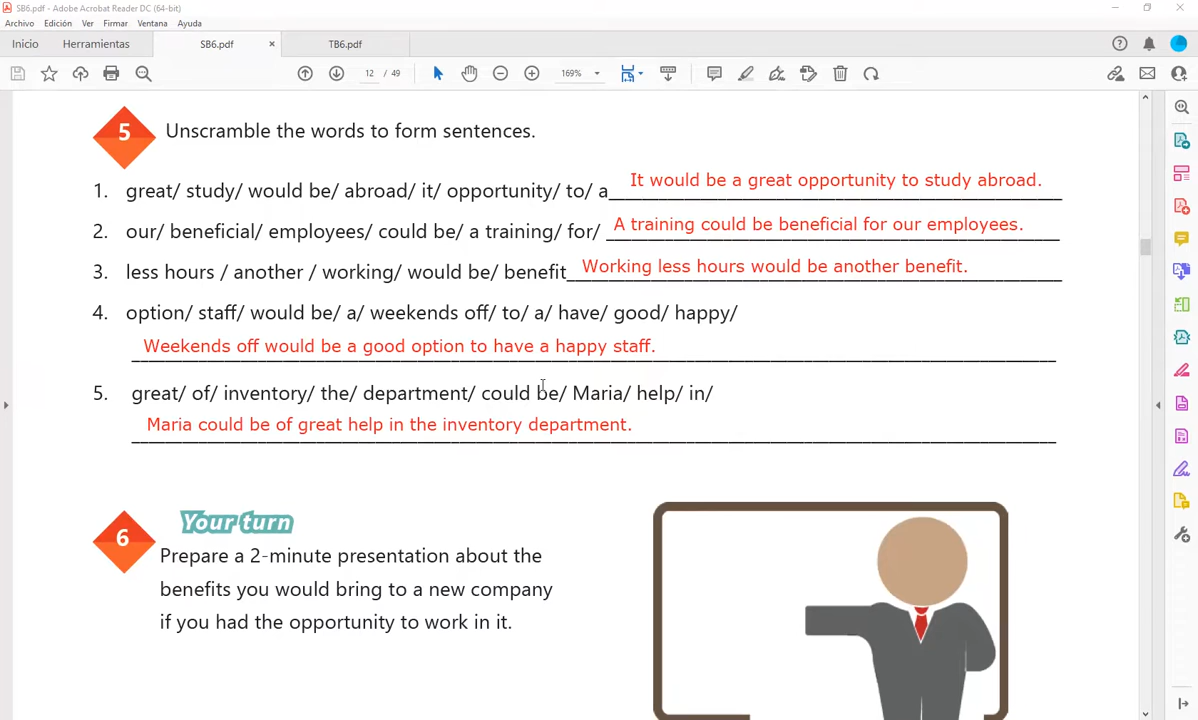 SB6.pdf - Adobe Acrobat Reader DC (64-bit)
Archivo Edición Ver Firmar Ventana Ayuda
Inicio Herramientas SB6.pdf × TB6.pdf
12 / 49 169%
5 Unscramble the words to form sentences.
1. great/ study/ would be/ abroad/ it/ opportunity/ to/ a It would be a great opportunity to study abroad.
2. our/ beneficial/ employees/ could be/ a training/ for/ A training could be beneficial for our employees.
3. less hours / another / working/ would be/ benefit Working less hours would be another benefit.
4. option/ staff/ would be/ a/ weekends off/ to/ a/ have/ good/ happy/
Weekends off would be a good option to have a happy staff.
5. great/ of/ inventory/ the/ department/ could be/ Maria/ help/ in/
Maria could be of great help in the inventory department.
6 Your turn
Prepare a 2-minute presentation about the
benefits you would bring to a new company
if you had the opportunity to work in it.